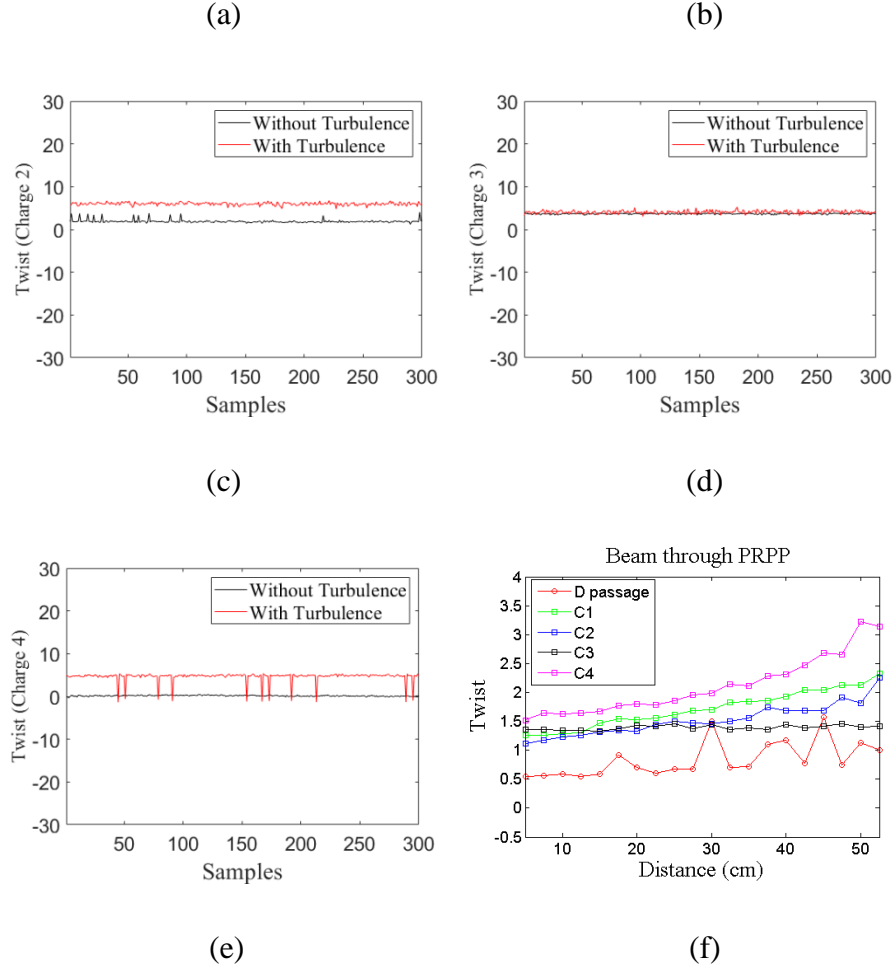 (a)
(b)
30
20
10
0
-10
-20
-30
Twist (Charge 2)
Without Turbulence
With Turbulence
50 100 150 200 250 300
Samples
30
20
10
0
-10
-20
-30
Twist (Charge 3)
Without Turbulence
With Turbulence
50 100 150 200 250 300
Samples
(c)
(d)
30
20
10
0
-10
-20
-30
Twist (Charge 4)
Without Turbulence
With Turbulence
50 100 150 200 250 300
Samples
Beam through PRPP
4
3.5
3
2.5
2
1.5
1
0.5
0
-0.5
Twist
D passage
C1
C2
C3
C4
10 20 30 40 50
Distance (cm)
(e)
(f)